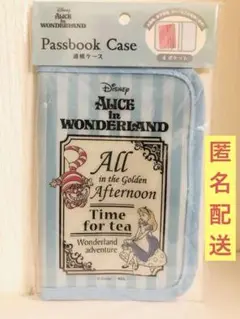 Disney
ALICE in
WONDERLAND
Passbook Case
通帳ケース
Disney
ALICE
in
WONDERLAND
All
in the Golden
Afternoon
Time
for tea
Wonderland
adventure
匿名配送